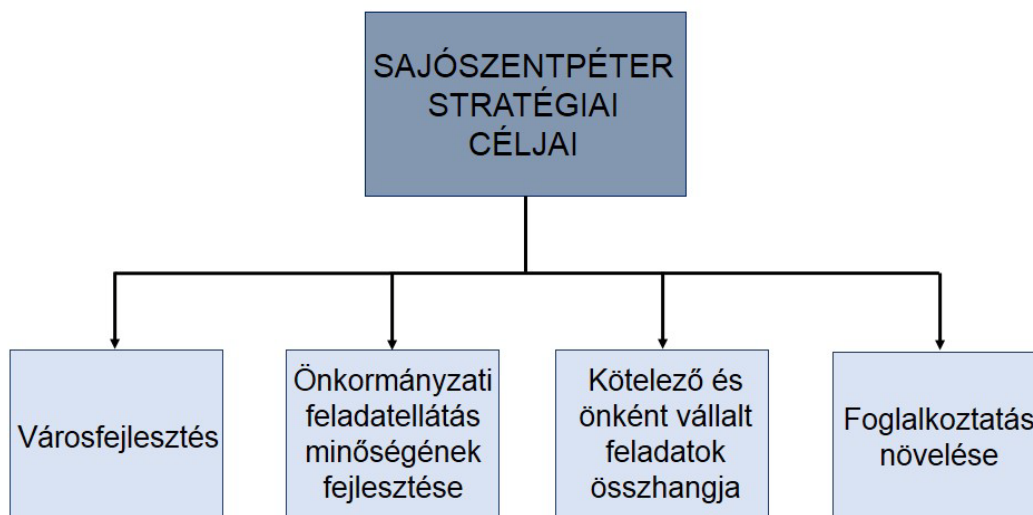 SAJÓSZENTPÉTER
STRATÉGIAI
CÉLJAI
Városfejlesztés
Önkormányzati
feladatellátás
minőségének
fejlesztése
Kötelező és
önként vállalt
feladatok
összhangja
Foglalkoztatás
növelése